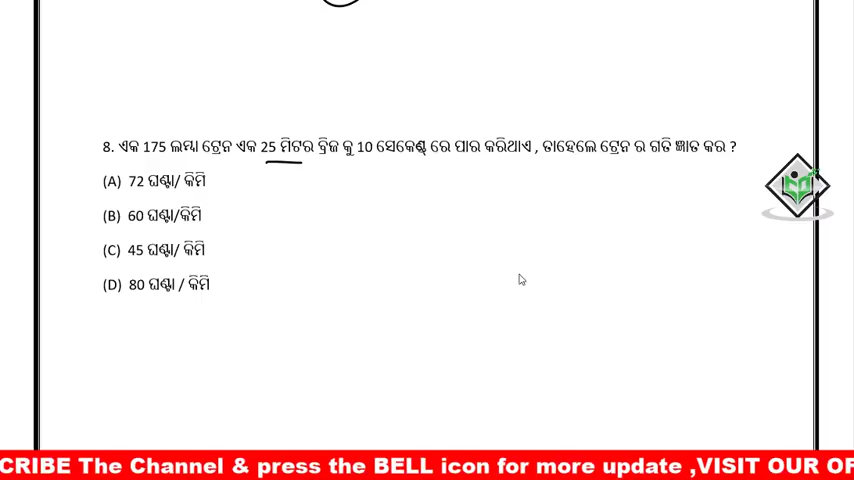 8. ଏକ 175 ଲମ୍ବା ଟ୍ରେନ ଏକ 25 ମିଟର ବ୍ରିଜ କୁ 10 ସେକେଣ୍ଡ୍ ରେ ପାର କରିଥାଏ , ତାହେଲେ ଟ୍ରେନ ର ଗତି ଜ୍ଞାତ କର ?
(A) 72 ଘଣ୍ଟା/ କିମି
(B) 60 ଘଣ୍ଟା/କିମି
(C) 45 ଘଣ୍ଟା/ କିମି
(D) 80 ଘଣ୍ଟା / କିମି
CRIBE The Channel & press the BELL icon for more update ,VISIT OUR OF